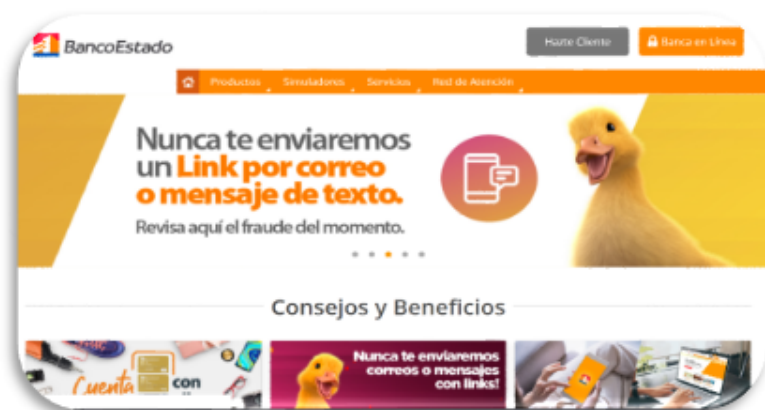 BancoEstado
Hazte Cliente
Banca en Línea
Productos Simuladores Servicios Red de Atención
Nunca te enviaremos
un Link por correo
o mensaje de texto.
Revisa aquí el fraude del momento.
Consejos y Beneficios
Cuenta con
Nunca te enviaremos
correos o mensajes
con links!